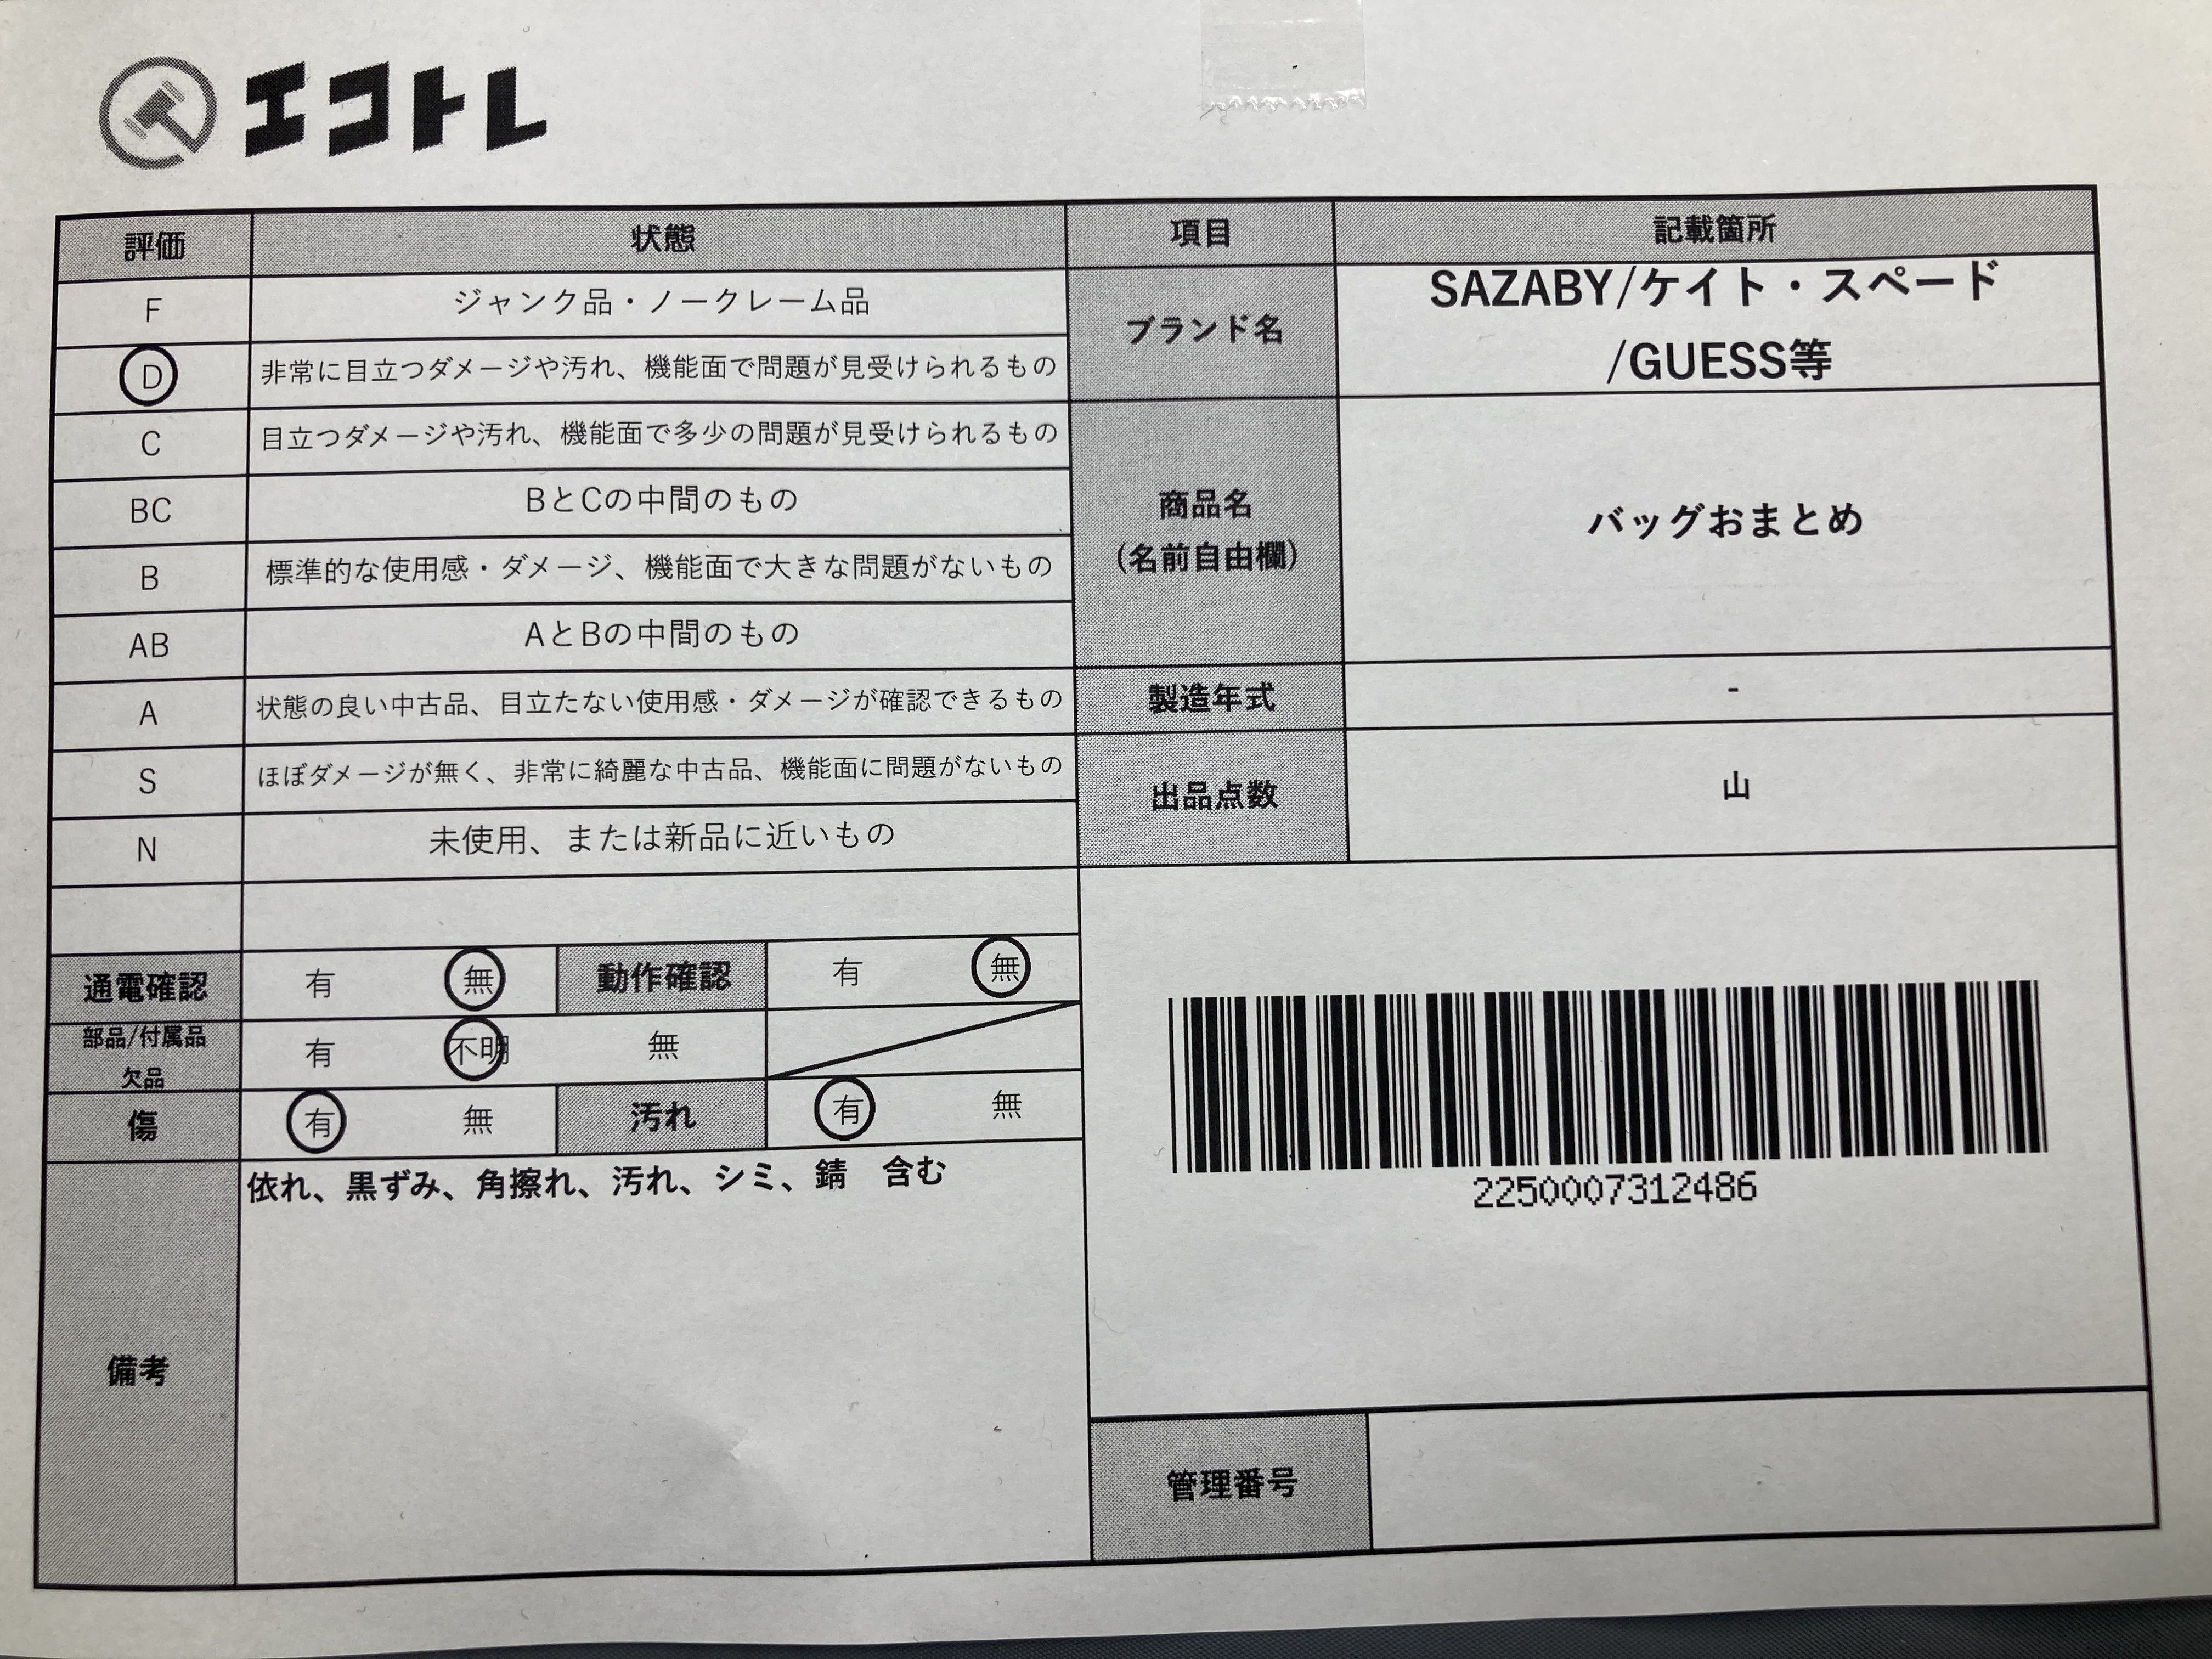 エコトレ
評価 状態 項目 記載箇所
F ジャンク品・ノークレーム品
D 非常に目立つダメージや汚れ、機能面で問題が見受けられるもの
C 目立つダメージや汚れ、機能面で多少の問題が見受けられるもの
BC BとCの中間のもの
B 標準的な使用感・ダメージ、機能面で大きな問題がないもの
AB AとBの中間のもの
A 状態の良い中古品、目立たない使用感・ダメージが確認できるもの
S ほぼダメージが無く、非常に綺麗な中古品、機能面に問題がないもの
N 未使用、または新品に近いもの
ブランド名
SAZABY/ケイト・スペード
/GUESS等
商品名
(名前自由欄)
バッグおまとめ
製造年式 -
出品点数 山
通電確認 有 無 動作確認 有 無
部品/付属品
欠品
有 不明 無
傷 有 無 汚れ 有 無
備考
依れ、黒ずみ、角擦れ、汚れ、シミ、錆　含む
2250007312486
管理番号